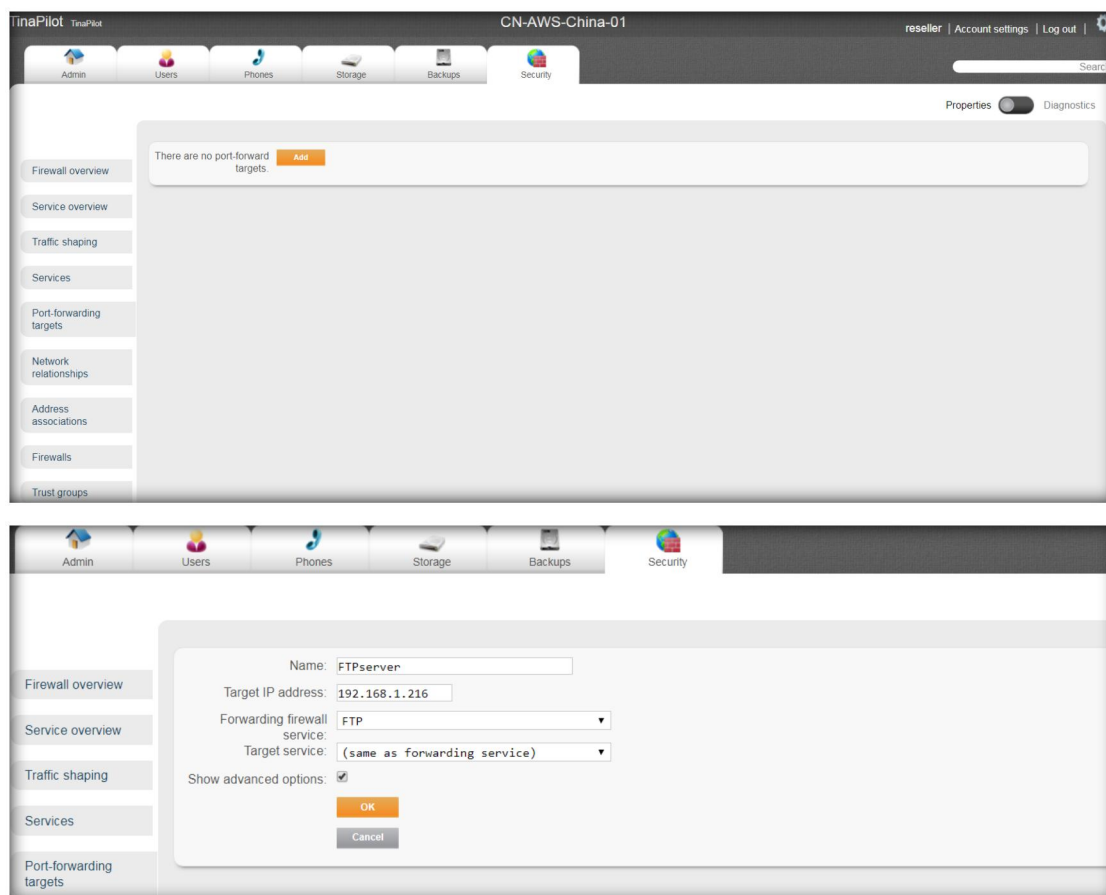 TinaPilot TinaPilot
CN-AWS-China-01
reseller | Account settings | Log out |
Admin
Users
Phones
Storage
Backups
Security
Search
Properties
Diagnostics
There are no port-forward
targets.
Add
Firewall overview
Service overview
Traffic shaping
Services
Port-forwarding
targets
Network
relationships
Address
associations
Firewalls
Trust groups
Admin
Users
Phones
Storage
Backups
Security
Name: FTPserver
Target IP address: 192.168.1.216
Forwarding firewall
service:
FTP
Target service: (same as forwarding service)
Show advanced options:
OK
Cancel
Firewall overview
Service overview
Traffic shaping
Services
Port-forwarding
targets